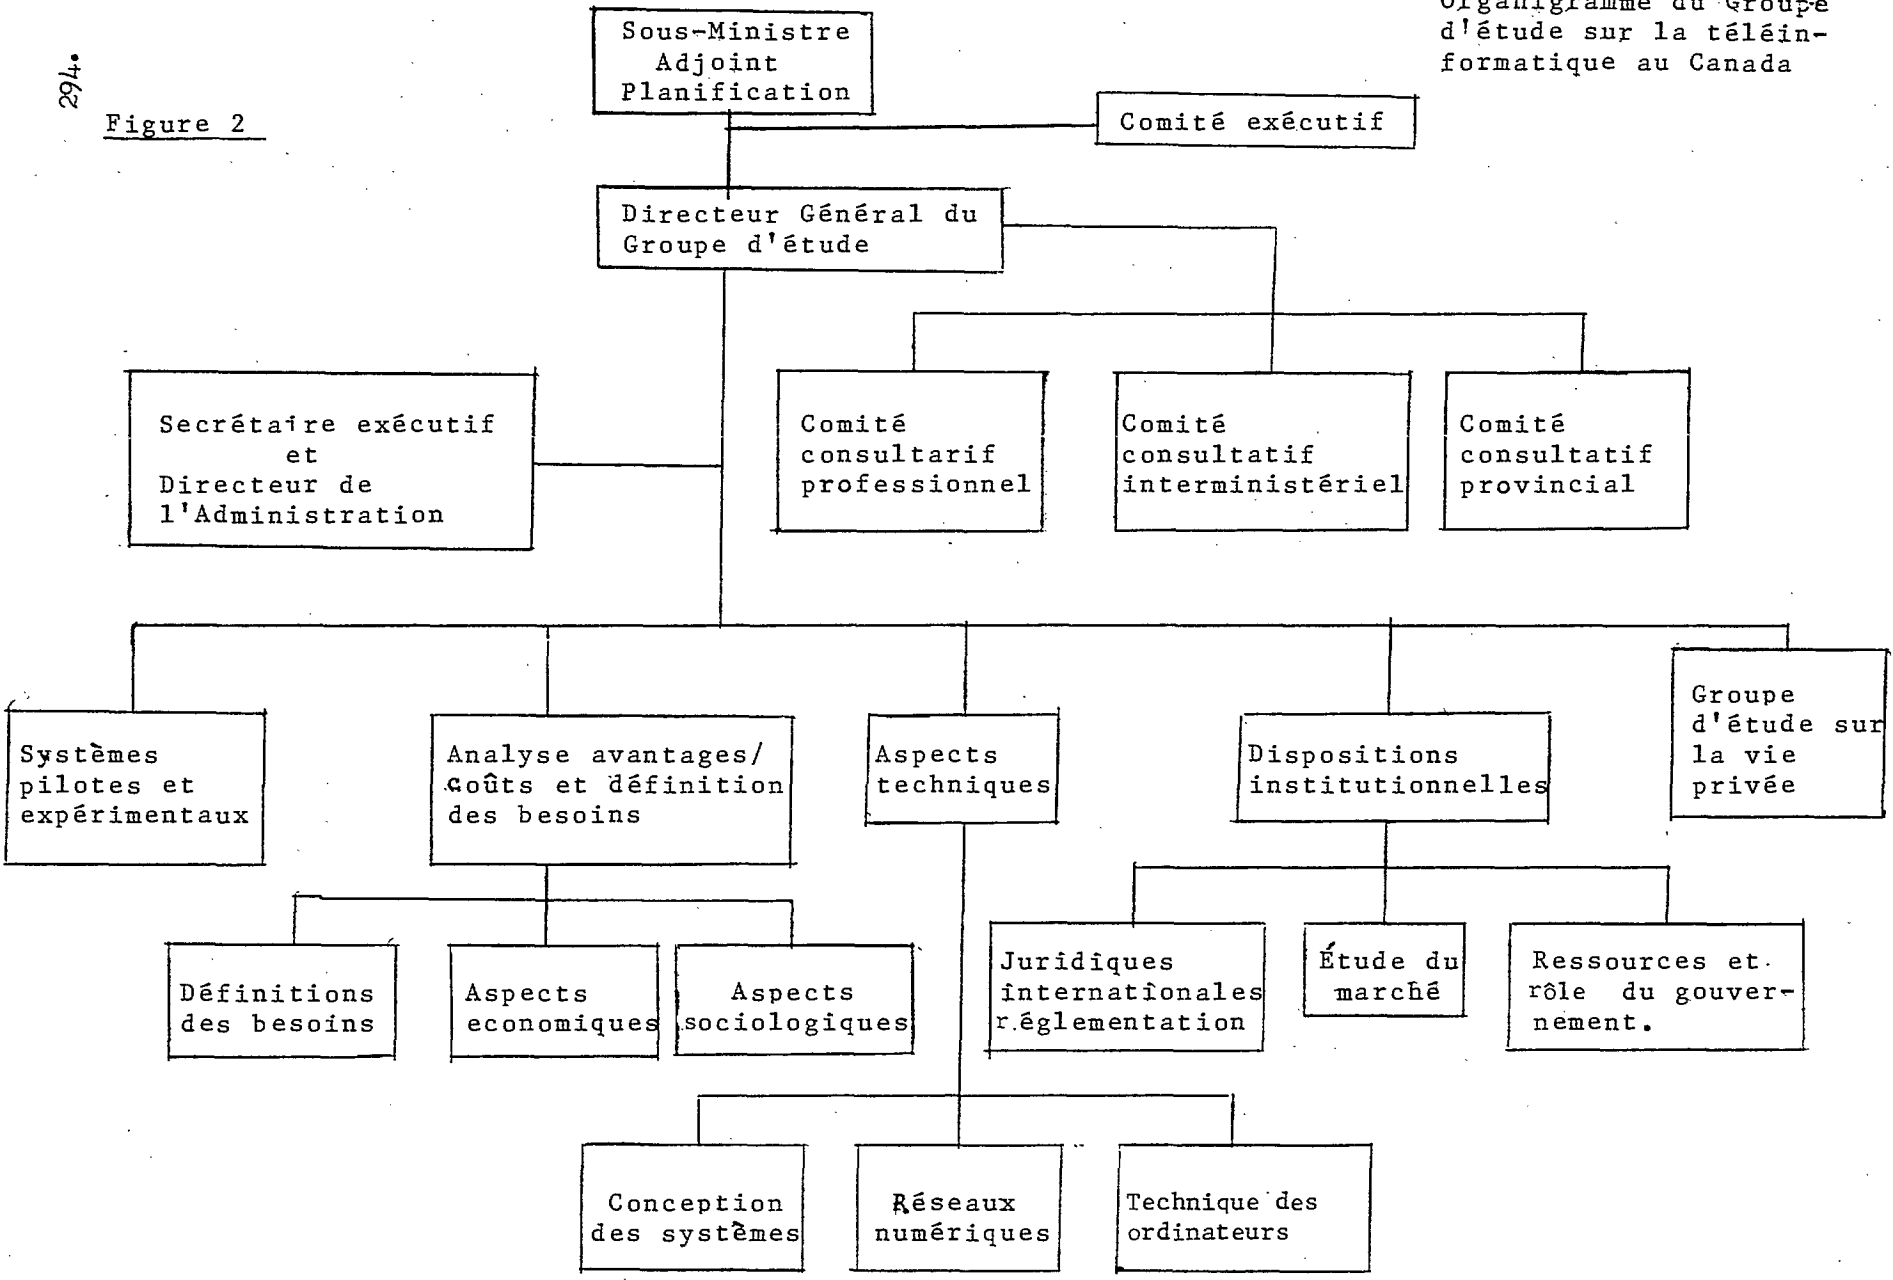 Organigramme du Groupe
d'étude sur la téléin-
formatique au Canada
294.
Figure 2
Sous-Ministre
Adjoint
Planification
Comité exécutif
Directeur Général du
Groupe d'étude
Secrétaire exécutif
et
Directeur de
l'Administration
Comité
consultarif
professionnel
Comité
consultatif
interministériel
Comité
consultatif
provincial
Systèmes
pilotes et
expérimentaux
Analyse avantages/
coûts et définition
des besoins
Aspects
techniques
Dispositions
institutionnelles
Groupe
d'étude sur
la vie
privée
Définitions
des besoins
Aspects
economiques
Aspects
sociologiques
Juridiques
internationales
r.églementation
Étude du
marché
Ressources et
rôle du gouver-
nement.
Conception
des systèmes
Réseaux
numériques
Technique des
ordinateurs